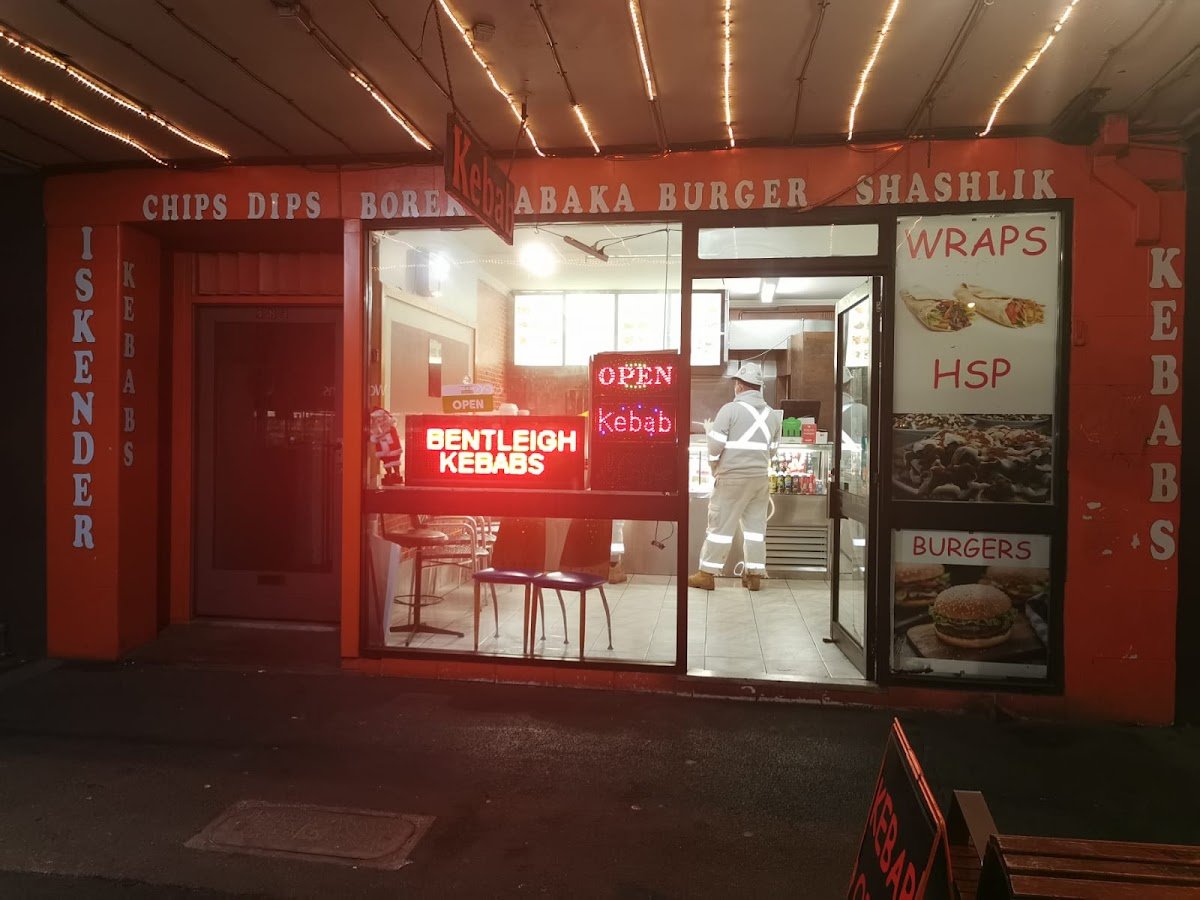 CHIPS DIPS BOREK ABAKA BURGER SHASHLIK
Kebab
ISKENDER
KEBABS
OPEN
BENTLEIGH
KEBABS
OPEN
Kebab
WRAPS
HSP
BURGERS
KEBABS
KEBAB